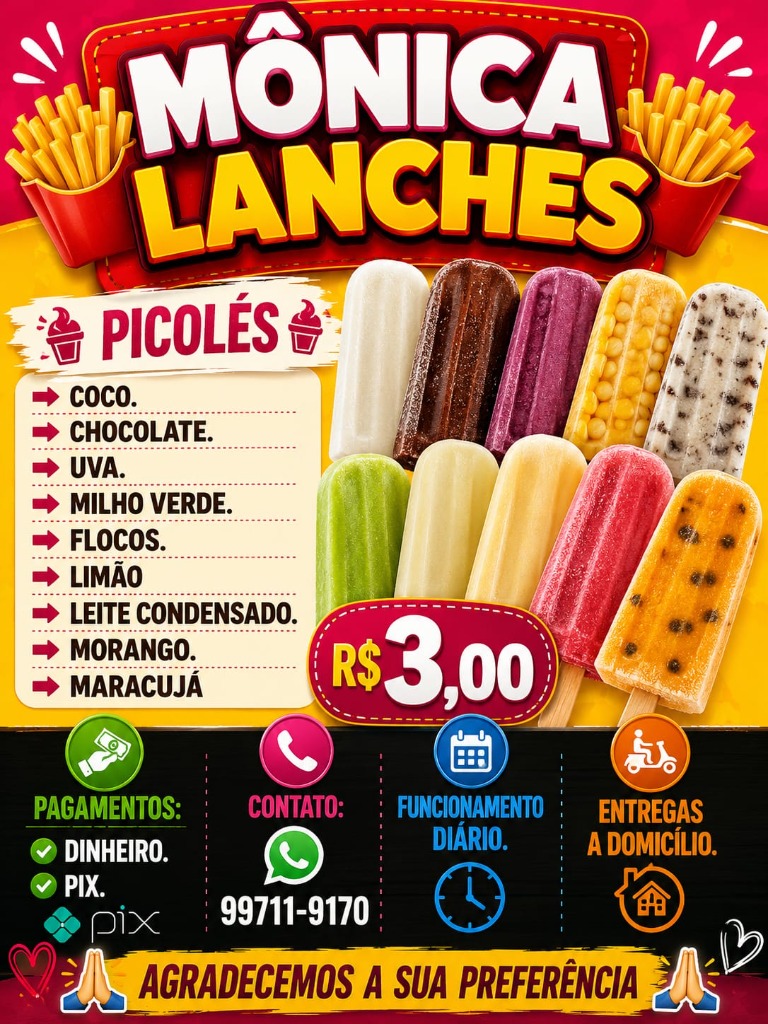 MÔNICA
LANCHES
PICOLÉS
COCO.
CHOCOLATE.
UVA.
MILHO VERDE.
FLOCOS.
LIMÃO
LEITE CONDENSADO.
MORANGO.
MARACUJÁ
R$3,00
PAGAMENTOS:
DINHEIRO.
PIX.
pix
CONTATO:
99711-9170
FUNCIONAMENTO
DIÁRIO.
ENTREGAS
A DOMICÍLIO.
AGRADECEMOS A SUA PREFERÊNCIA